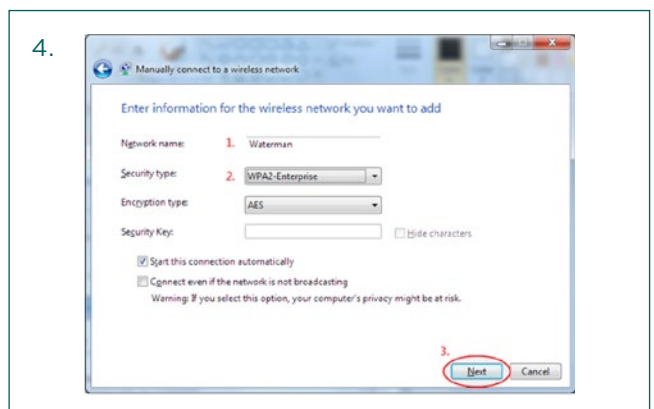 4.
Manually connect to a wireless network
Enter information for the wireless network you want to add
Network name: 1. Waterman
Security type: 2. WPA2-Enterprise
Encryption type: AES
Security Key: Hide characters
Start this connection automatically
Connect even if the network is not broadcasting
Warning: If you select this option, your computer's privacy might be at risk.
3.
Next Cancel